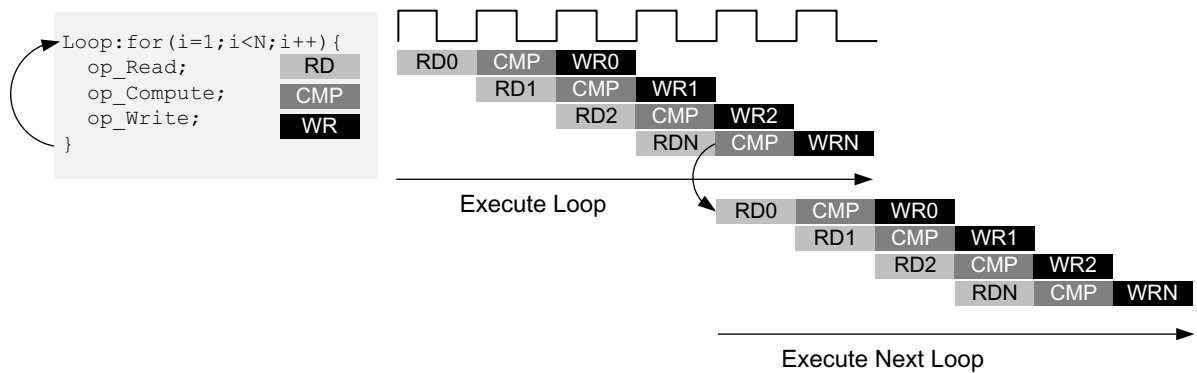 Loop:for(i=1;i<N;i++){
op_Read; RD
op_Compute; CMP
op_Write; WR
}
RD0 CMP WR0
RD1 CMP WR1
RD2 CMP WR2
RDN CMP WRN
Execute Loop
RD0 CMP WR0
RD1 CMP WR1
RD2 CMP WR2
RDN CMP WRN
Execute Next Loop